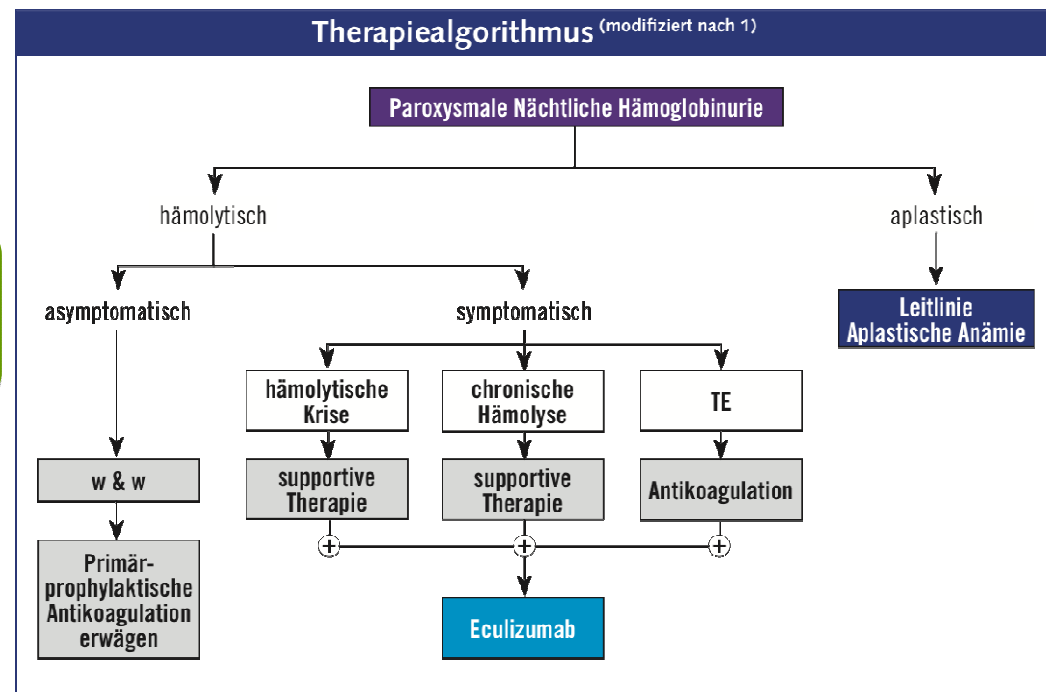 Therapiealgorithmus (modifiziert nach 1)
Paroxysmale Nächtliche Hämoglobinurie
hämolytisch
aplastisch
asymptomatisch
symptomatisch
Leitlinie
Aplastische Anämie
hämolytische
Krise
chronische
Hämolyse
TE
w & w
supportive
Therapie
supportive
Therapie
Antikoagulation
+
+
+
Primär-
prophylaktische
Antikoagulation
erwägen
Eculizumab